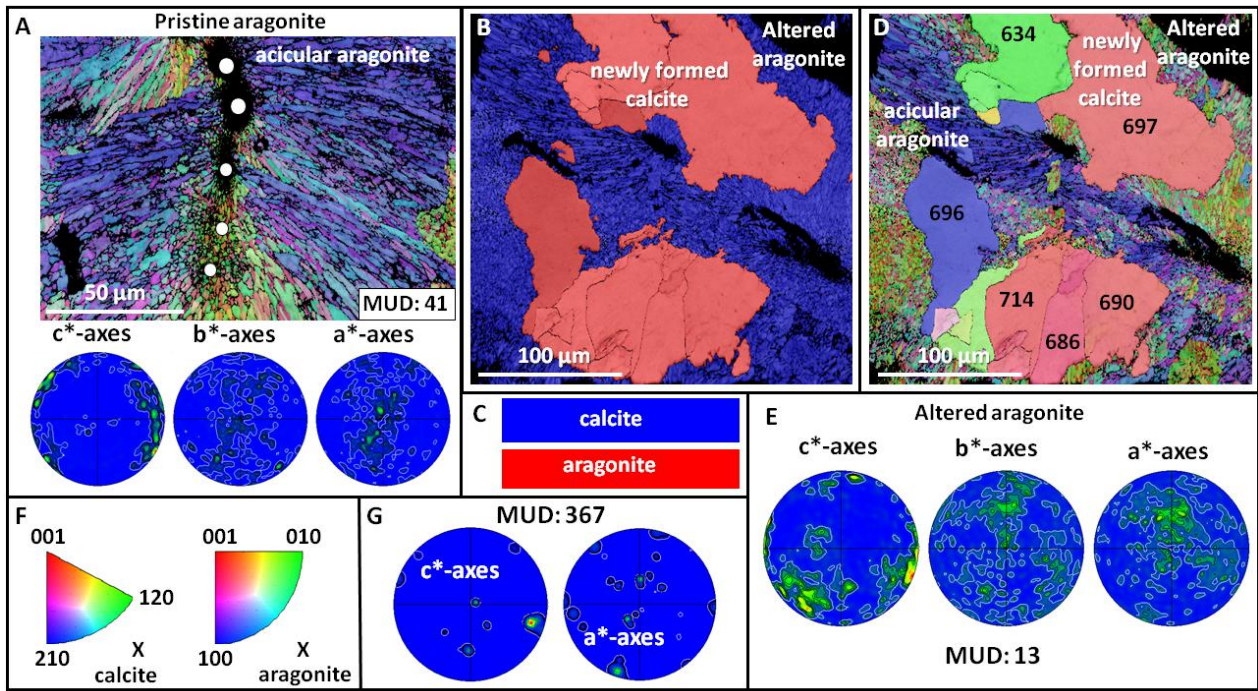 A
Pristine aragonite
acicular aragonite
50 µm
MUD: 41
c*-axes b*-axes a*-axes
B
newly formed
calcite
Altered
aragonite
100 µm
C
calcite
aragonite
D
634
newly
formed
calcite
Altered
aragonite
acicular
aragonite
697
696
714
686
690
100 µm
E
Altered aragonite
c*-axes
b*-axes
a*-axes
MUD: 13
F
001
120
210
X
calcite
001
010
100
X
aragonite
G
MUD: 367
c*-axes
a*-axes